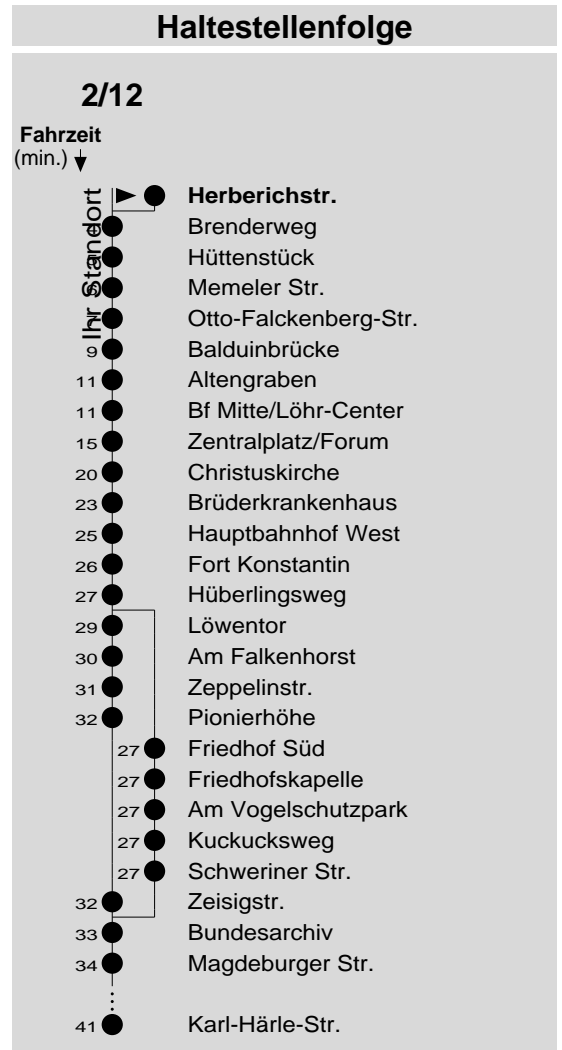 Haltestellenfolge
2/12
Fahrzeit
(min.)
Ihr Standort
Herberichstr.
Brenderweg
Hüttenstück
6 Memeler Str.
Otto-Falckenberg-Str.
9 Balduinbrücke
11 Altengraben
11 Bf Mitte/Löhr-Center
15 Zentralplatz/Forum
20 Christuskirche
23 Brüderkrankenhaus
25 Hauptbahnhof West
26 Fort Konstantin
27 Hüberlingsweg
29 Löwentor
30 Am Falkenhorst
31 Zeppelinstr.
32 Pionierhöhe
27 Friedhof Süd
27 Friedhofskapelle
27 Am Vogelschutzpark
27 Kuckucksweg
27 Schweriner Str.
32 Zeisigstr.
33 Bundesarchiv
34 Magdeburger Str.
41 Karl-Härle-Str.